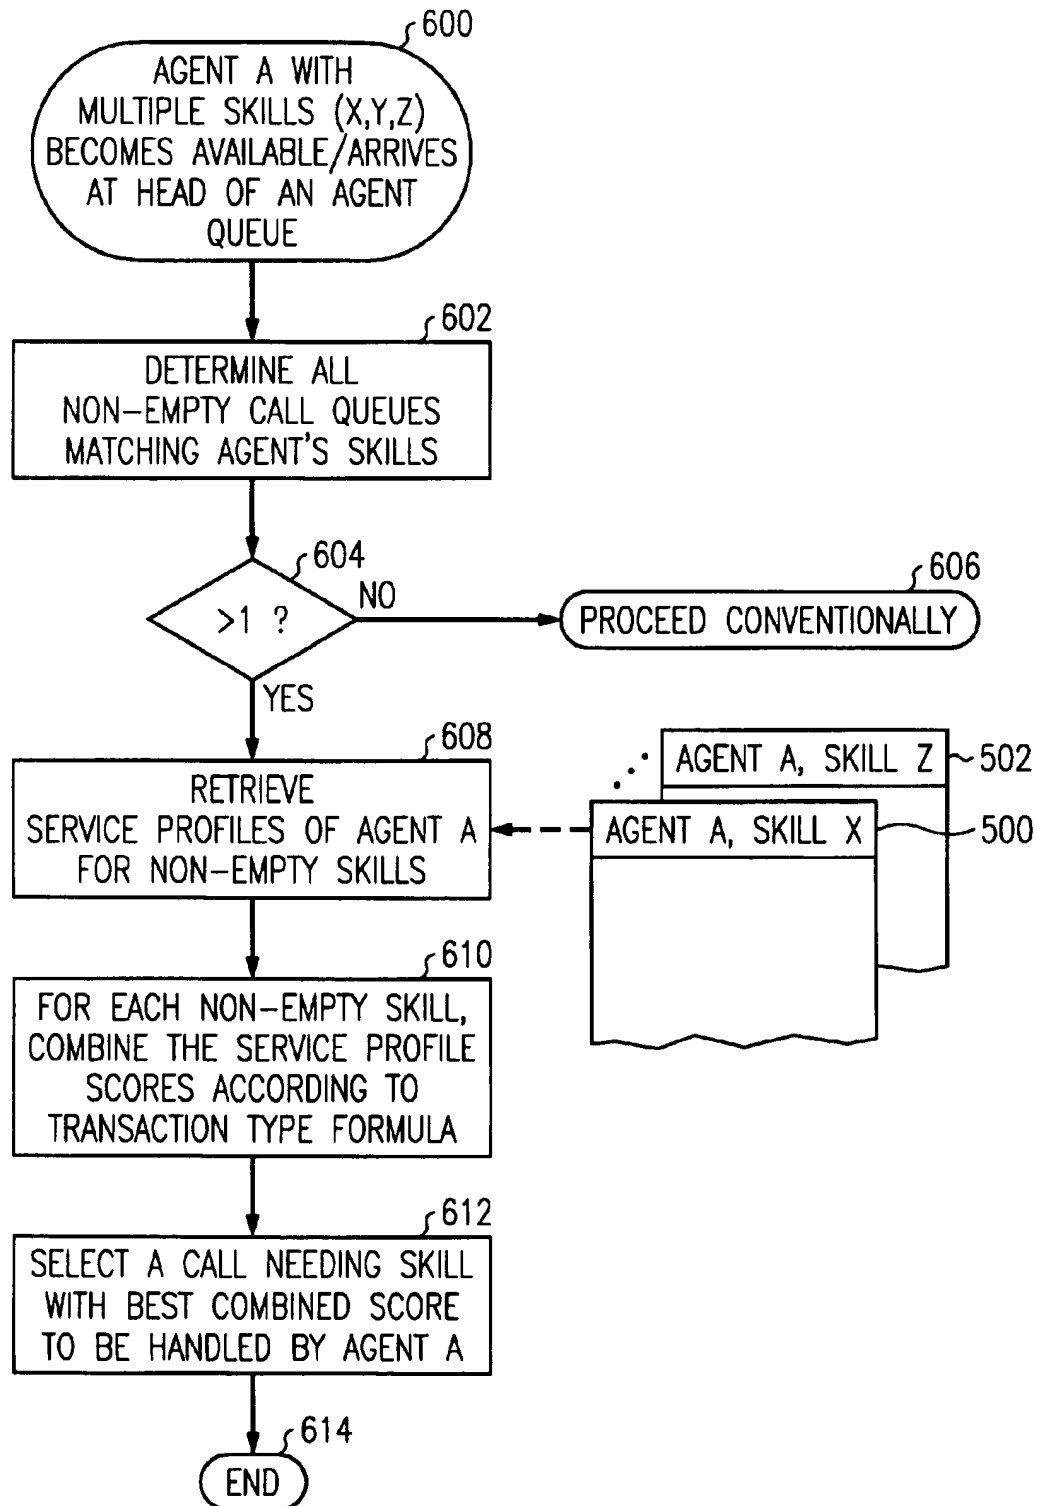 600
AGENT A WITH
MULTIPLE SKILLS (X,Y,Z)
BECOMES AVAILABLE/ARRIVES
AT HEAD OF AN AGENT
QUEUE
602
DETERMINE ALL
NON-EMPTY CALL QUEUES
MATCHING AGENT'S SKILLS
604
>1 ?
NO
606
PROCEED CONVENTIONALLY
YES
608
RETRIEVE
SERVICE PROFILES OF AGENT A
FOR NON-EMPTY SKILLS
AGENT A, SKILL Z
502
AGENT A, SKILL X
500
610
FOR EACH NON-EMPTY SKILL,
COMBINE THE SERVICE PROFILE
SCORES ACCORDING TO
TRANSACTION TYPE FORMULA
612
SELECT A CALL NEEDING SKILL
WITH BEST COMBINED SCORE
TO BE HANDLED BY AGENT A
614
END